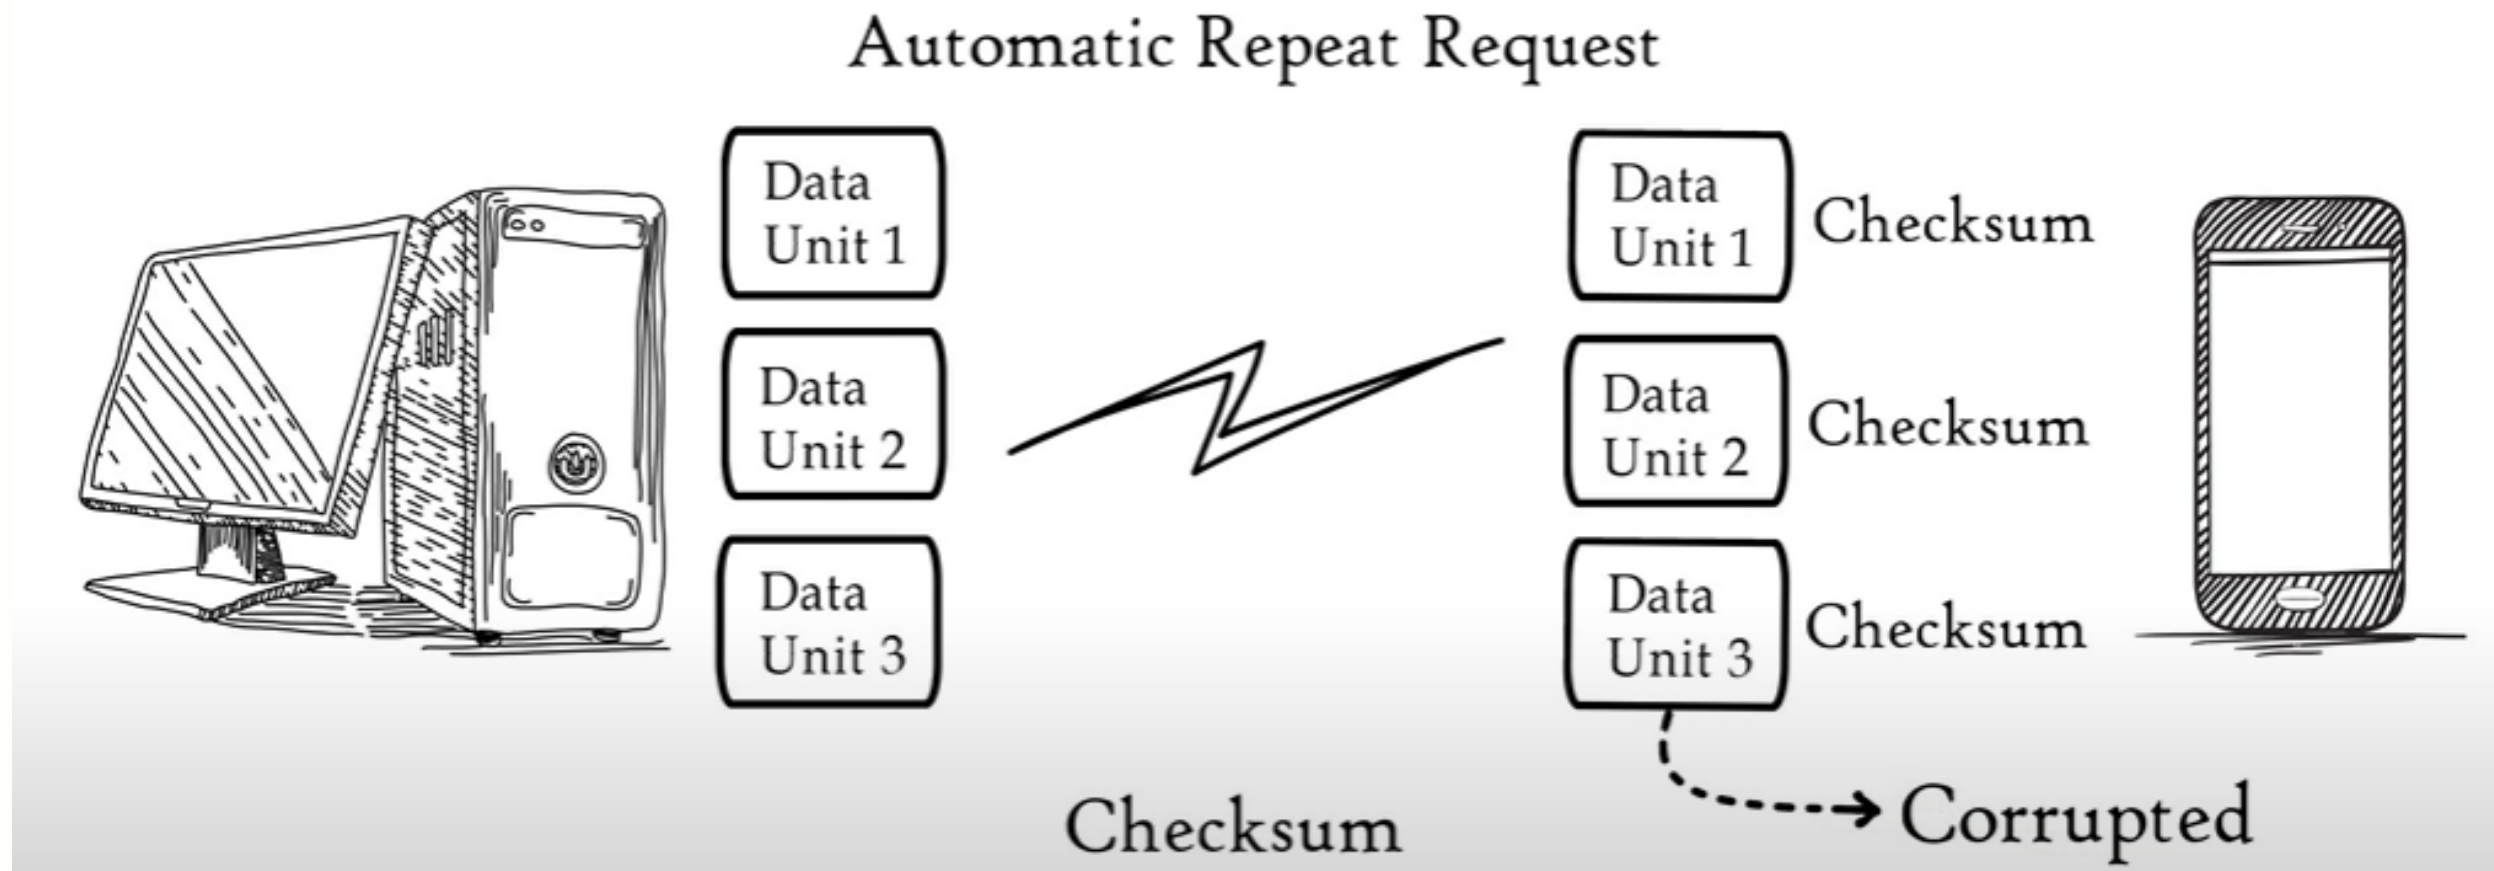 Automatic Repeat Request
Data
Unit 1
Data
Unit 2
Data
Unit 3
Data
Unit 1
Checksum
Data
Unit 2
Checksum
Data
Unit 3
Checksum
Checksum
Corrupted